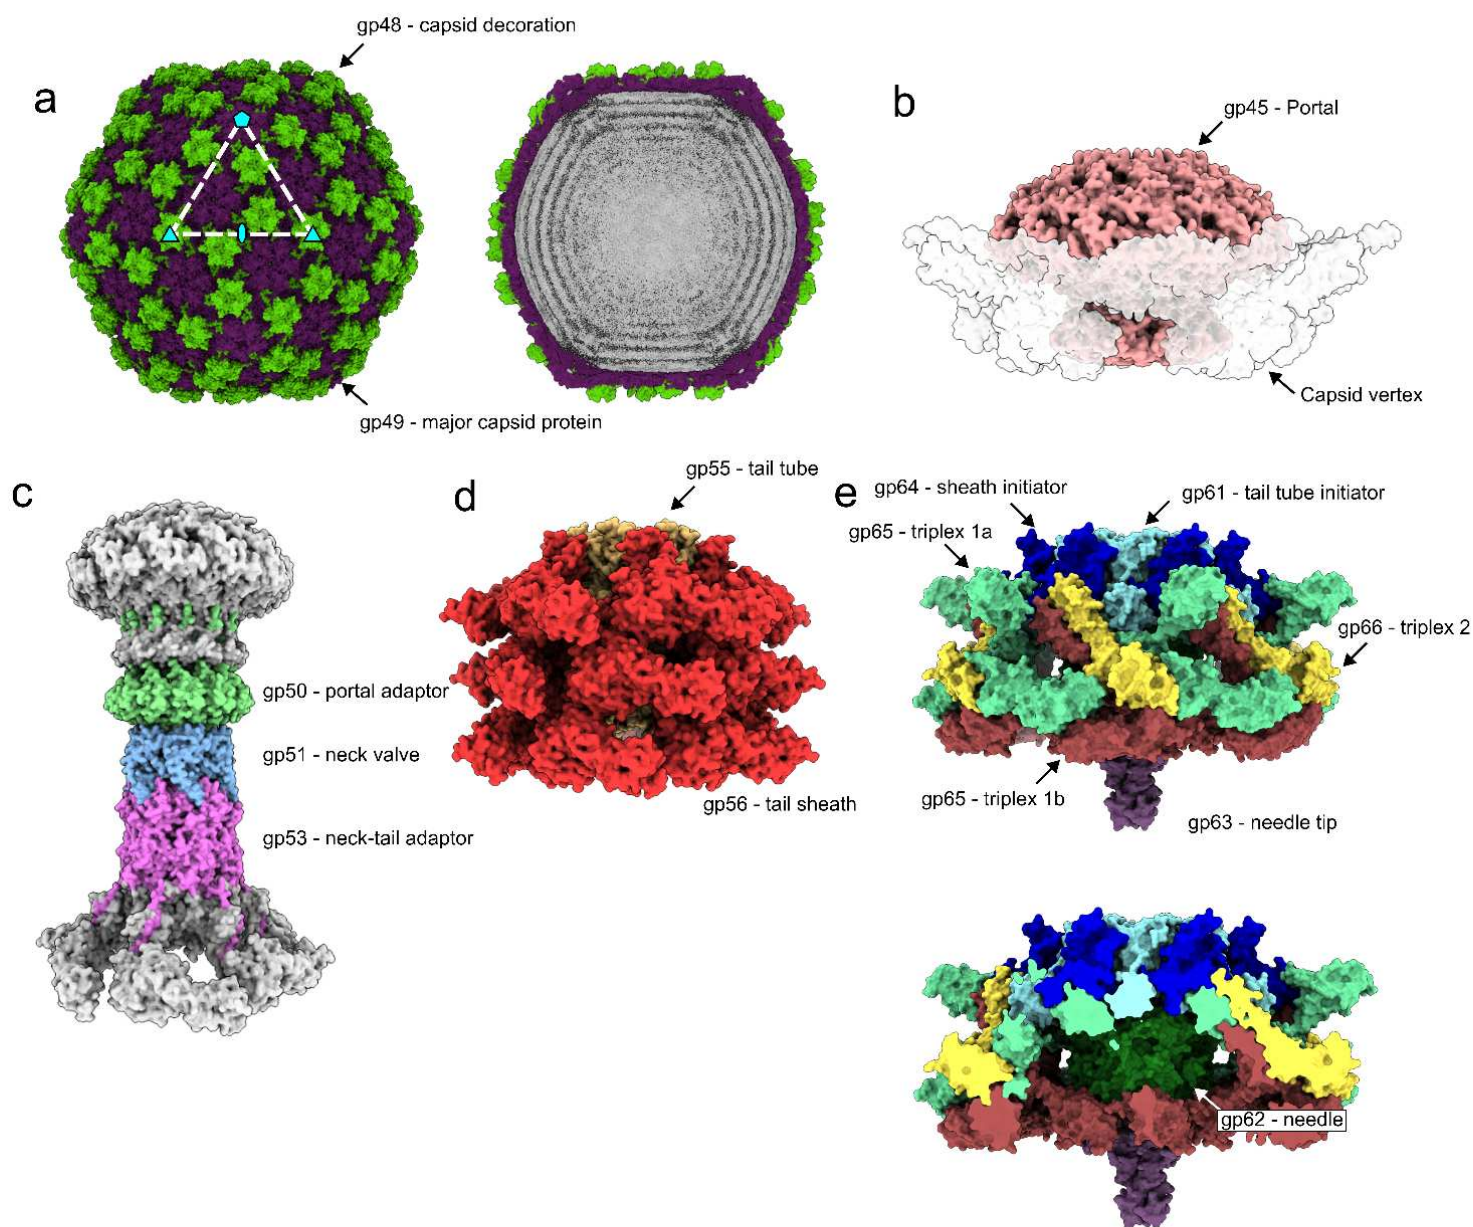 gp48 - capsid decoration
a
gp49 - major capsid protein
b
gp45 - Portal
Capsid vertex
c
gp50 - portal adaptor
gp51 - neck valve
gp53 - neck-tail adaptor
d
gp55 - tail tube
gp56 - tail sheath
e
gp64 - sheath initiator
gp61 - tail tube initiator
gp65 - triplex 1a
gp66 - triplex 2
gp65 - triplex 1b
gp63 - needle tip
gp62 - needle